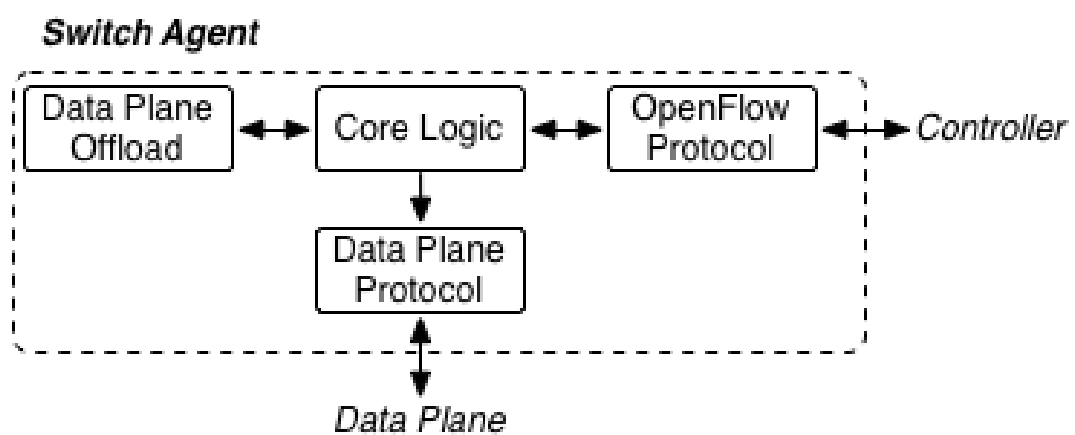 Switch Agent
Data Plane
Offload
Core Logic
OpenFlow
Protocol
Controller
Data Plane
Protocol
Data Plane